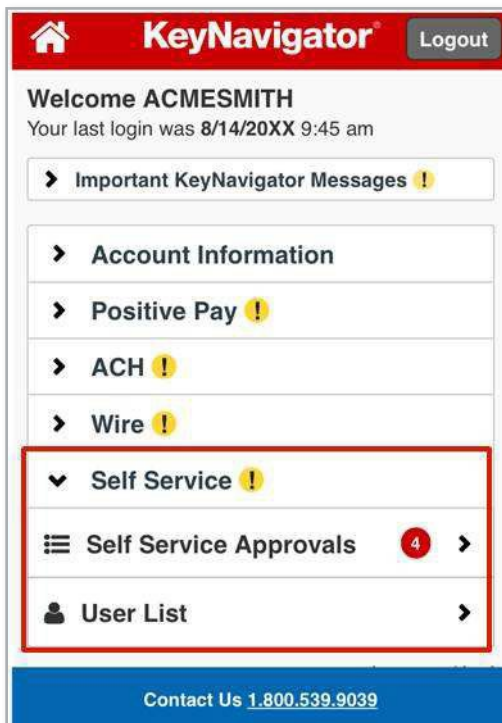 KeyNavigator®
Logout
Welcome ACMESMITH
Your last login was 8/14/20XX 9:45 am
Important KeyNavigator Messages !
Account Information
Positive Pay !
ACH !
Wire !
Self Service !
Self Service Approvals 4
User List
Contact Us 1.800.539.9039